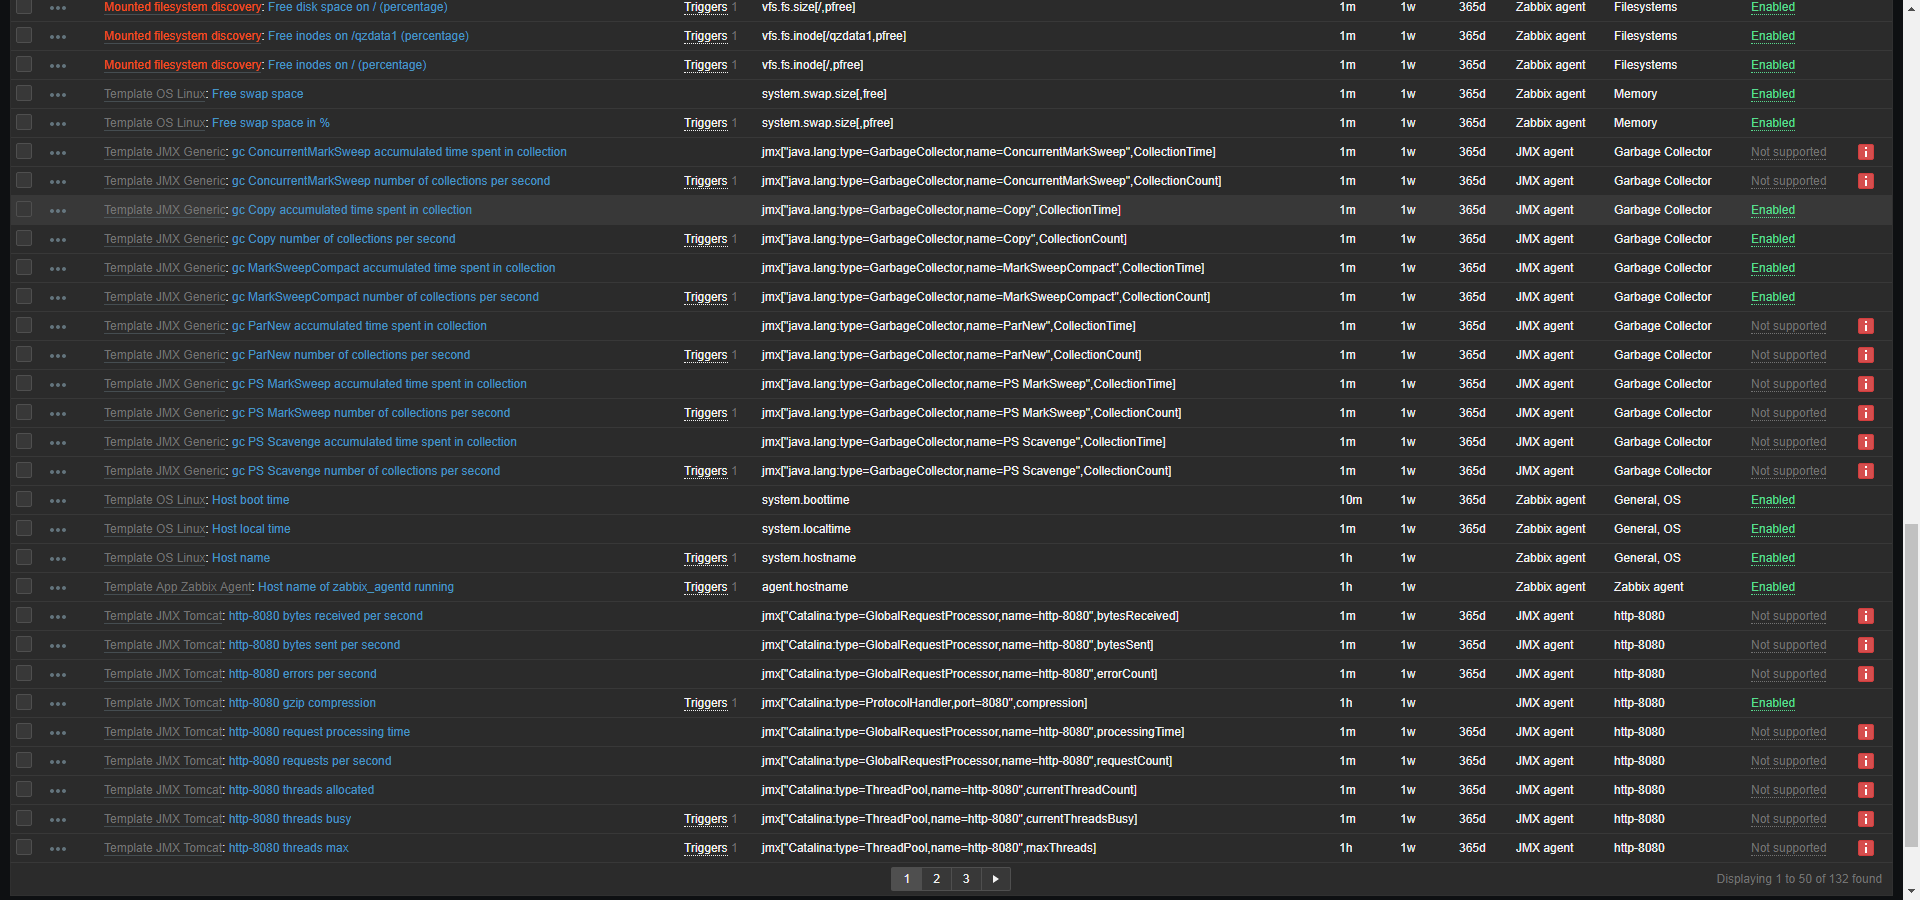 Mounted filesystem discovery: Free disk space on / (percentage) Triggers 1 vfs.fs.size[/,pfree] 1m 1w 365d Zabbix agent Filesystems Enabled
Mounted filesystem discovery: Free inodes on /qzdata1 (percentage) Triggers 1 vfs.fs.inode[/qzdata1,pfree] 1m 1w 365d Zabbix agent Filesystems Enabled
Mounted filesystem discovery: Free inodes on / (percentage) Triggers 1 vfs.fs.inode[/,pfree] 1m 1w 365d Zabbix agent Filesystems Enabled
Template OS Linux: Free swap space system.swap.size[,free] 1m 1w 365d Zabbix agent Memory Enabled
Template OS Linux: Free swap space in % Triggers 1 system.swap.size[,pfree] 1m 1w 365d Zabbix agent Memory Enabled
Template JMX Generic: gc ConcurrentMarkSweep accumulated time spent in collection jmx["java.lang:type=GarbageCollector,name=ConcurrentMarkSweep",CollectionTime] 1m 1w 365d JMX agent Garbage Collector Not supported i
Template JMX Generic: gc ConcurrentMarkSweep number of collections per second Triggers 1 jmx["java.lang:type=GarbageCollector,name=ConcurrentMarkSweep",CollectionCount] 1m 1w 365d JMX agent Garbage Collector Not supported i
Template JMX Generic: gc Copy accumulated time spent in collection jmx["java.lang:type=GarbageCollector,name=Copy",CollectionTime] 1m 1w 365d JMX agent Garbage Collector Enabled
Template JMX Generic: gc Copy number of collections per second Triggers 1 jmx["java.lang:type=GarbageCollector,name=Copy",CollectionCount] 1m 1w 365d JMX agent Garbage Collector Enabled
Template JMX Generic: gc MarkSweepCompact accumulated time spent in collection jmx["java.lang:type=GarbageCollector,name=MarkSweepCompact",CollectionTime] 1m 1w 365d JMX agent Garbage Collector Enabled
Template JMX Generic: gc MarkSweepCompact number of collections per second Triggers 1 jmx["java.lang:type=GarbageCollector,name=MarkSweepCompact",CollectionCount] 1m 1w 365d JMX agent Garbage Collector Enabled
Template JMX Generic: gc ParNew accumulated time spent in collection jmx["java.lang:type=GarbageCollector,name=ParNew",CollectionTime] 1m 1w 365d JMX agent Garbage Collector Not supported i
Template JMX Generic: gc ParNew number of collections per second Triggers 1 jmx["java.lang:type=GarbageCollector,name=ParNew",CollectionCount] 1m 1w 365d JMX agent Garbage Collector Not supported i
Template JMX Generic: gc PS MarkSweep accumulated time spent in collection jmx["java.lang:type=GarbageCollector,name=PS MarkSweep",CollectionTime] 1m 1w 365d JMX agent Garbage Collector Not supported i
Template JMX Generic: gc PS MarkSweep number of collections per second Triggers 1 jmx["java.lang:type=GarbageCollector,name=PS MarkSweep",CollectionCount] 1m 1w 365d JMX agent Garbage Collector Not supported i
Template JMX Generic: gc PS Scavenge accumulated time spent in collection jmx["java.lang:type=GarbageCollector,name=PS Scavenge",CollectionTime] 1m 1w 365d JMX agent Garbage Collector Not supported i
Template JMX Generic: gc PS Scavenge number of collections per second Triggers 1 jmx["java.lang:type=GarbageCollector,name=PS Scavenge",CollectionCount] 1m 1w 365d JMX agent Garbage Collector Not supported i
Template OS Linux: Host boot time system.boottime 10m 1w 365d Zabbix agent General, OS Enabled
Template OS Linux: Host local time system.localtime 1m 1w 365d Zabbix agent General, OS Enabled
Template OS Linux: Host name Triggers 1 system.hostname 1h 1w Zabbix agent General, OS Enabled
Template App Zabbix Agent: Host name of zabbix_agentd running Triggers 1 agent.hostname 1h 1w Zabbix agent Zabbix agent Enabled
Template JMX Tomcat: http-8080 bytes received per second jmx["Catalina:type=GlobalRequestProcessor,name=http-8080",bytesReceived] 1m 1w 365d JMX agent http-8080 Not supported i
Template JMX Tomcat: http-8080 bytes sent per second jmx["Catalina:type=GlobalRequestProcessor,name=http-8080",bytesSent] 1m 1w 365d JMX agent http-8080 Not supported i
Template JMX Tomcat: http-8080 errors per second jmx["Catalina:type=GlobalRequestProcessor,name=http-8080",errorCount] 1m 1w 365d JMX agent http-8080 Not supported i
Template JMX Tomcat: http-8080 gzip compression Triggers 1 jmx["Catalina:type=ProtocolHandler,port=8080",compression] 1h 1w JMX agent http-8080 Enabled
Template JMX Tomcat: http-8080 request processing time jmx["Catalina:type=GlobalRequestProcessor,name=http-8080",processingTime] 1m 1w 365d JMX agent http-8080 Not supported i
Template JMX Tomcat: http-8080 requests per second jmx["Catalina:type=GlobalRequestProcessor,name=http-8080",requestCount] 1m 1w 365d JMX agent http-8080 Not supported i
Template JMX Tomcat: http-8080 threads allocated jmx["Catalina:type=ThreadPool,name=http-8080",currentThreadCount] 1m 1w 365d JMX agent http-8080 Not supported i
Template JMX Tomcat: http-8080 threads busy Triggers 1 jmx["Catalina:type=ThreadPool,name=http-8080",currentThreadsBusy] 1m 1w 365d JMX agent http-8080 Not supported i
Template JMX Tomcat: http-8080 threads max Triggers 1 jmx["Catalina:type=ThreadPool,name=http-8080",maxThreads] 1h 1w 365d JMX agent http-8080 Not supported i
1 2 3
Displaying 1 to 50 of 132 found